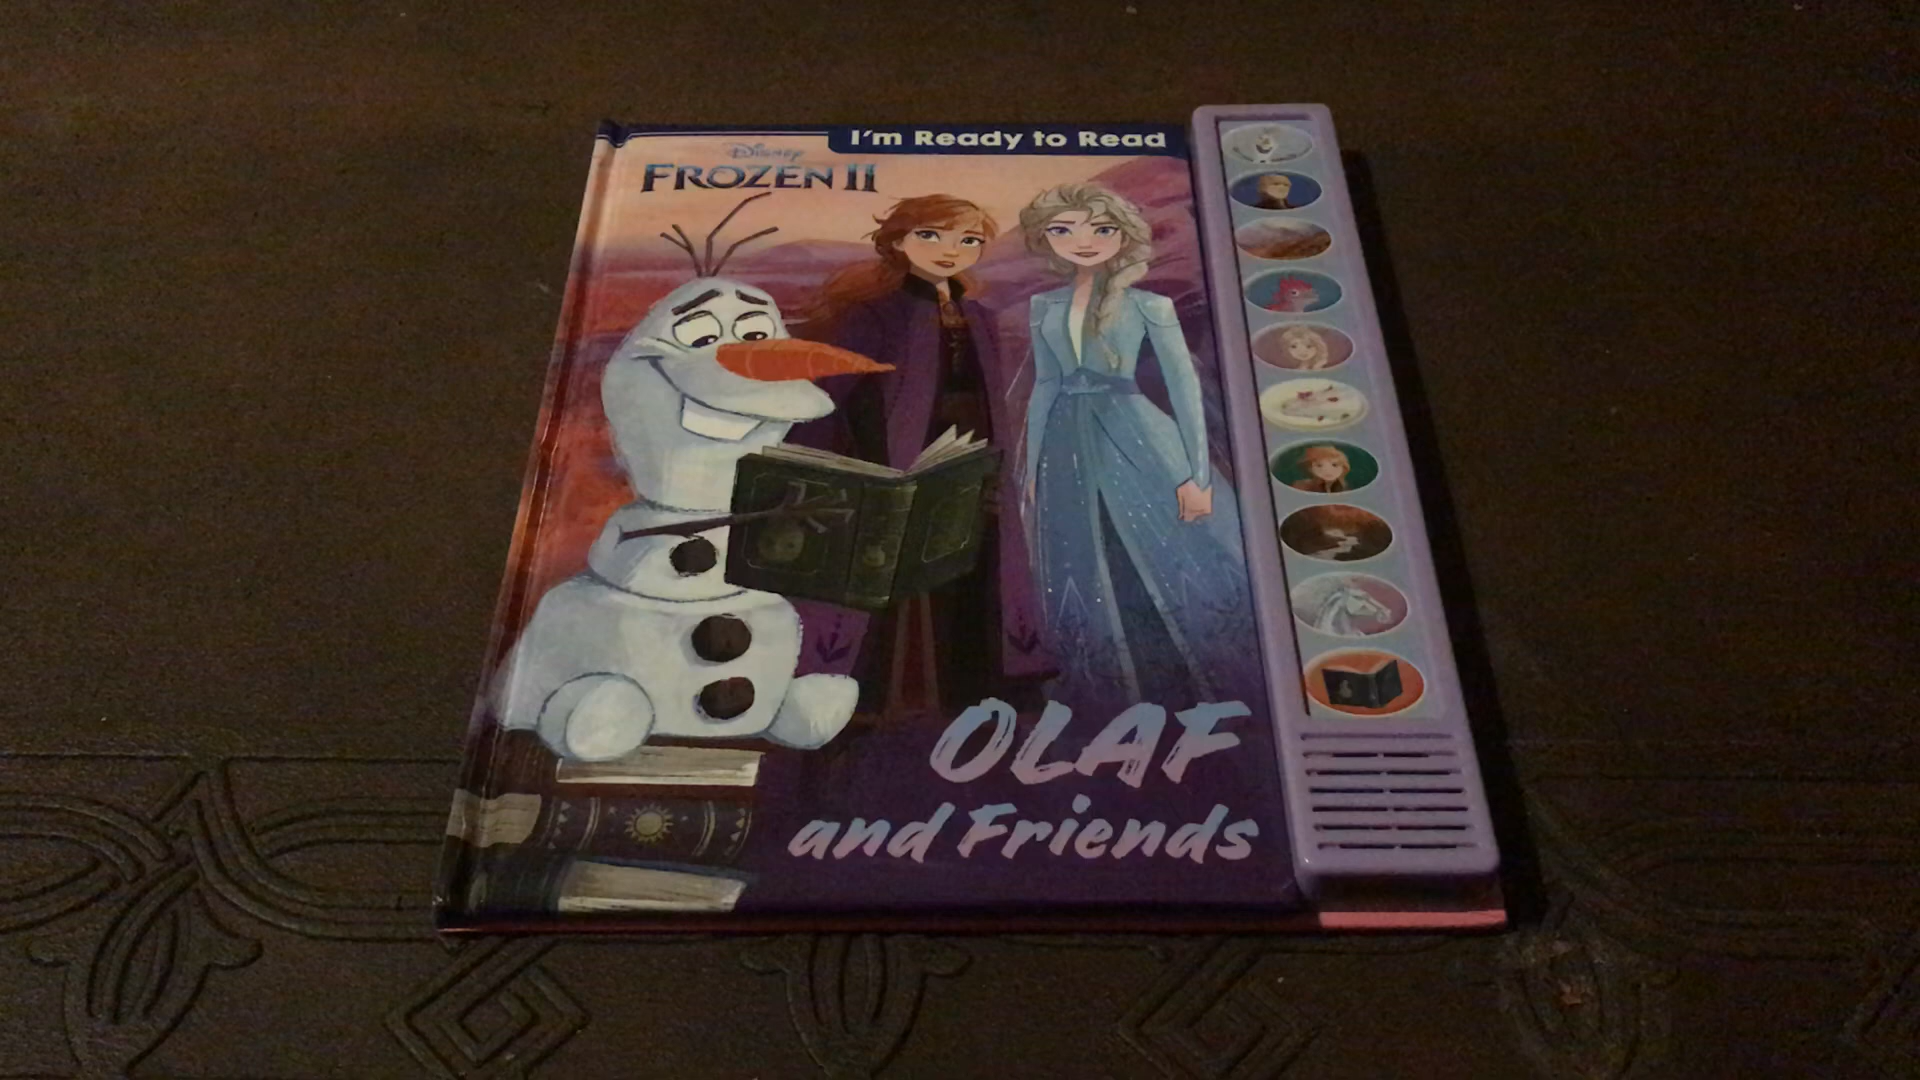 I'm Ready to Read
Disney
FROZEN II
OLAF
and Friends